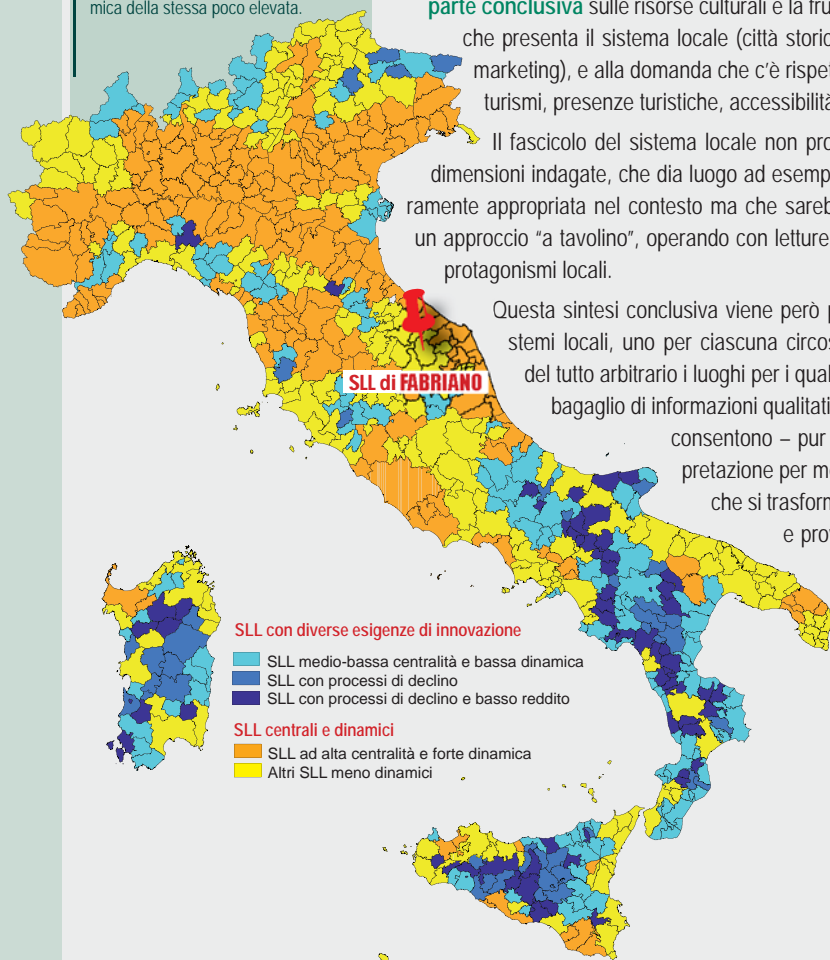 mica della stessa poco elevata.
parte conclusiva sulle risorse culturali e la fru
che presenta il sistema locale (città storic
marketing), e alla domanda che c'è rispet
turismi, presenze turistiche, accessibilità
Il fascicolo del sistema locale non pro
dimensioni indagate, che dia luogo ad esemp
ramente appropriata nel contesto ma che sareb
un approccio “a tavolino”, operando con letture
protagonismi locali.
Questa sintesi conclusiva viene però p
stemi locali, uno per ciascuna circos
del tutto arbitrario i luoghi per i qual
bagaglio di informazioni qualitati
consentono – pur
pretazione per me
che si trasform
e prot
SLL di FABRIANO
SLL con diverse esigenze di innovazione
SLL medio-bassa centralità e bassa dinamica
SLL con processi di declino
SLL con processi di declino e basso reddito
SLL centrali e dinamici
SLL ad alta centralità e forte dinamica
Altri SLL meno dinamici